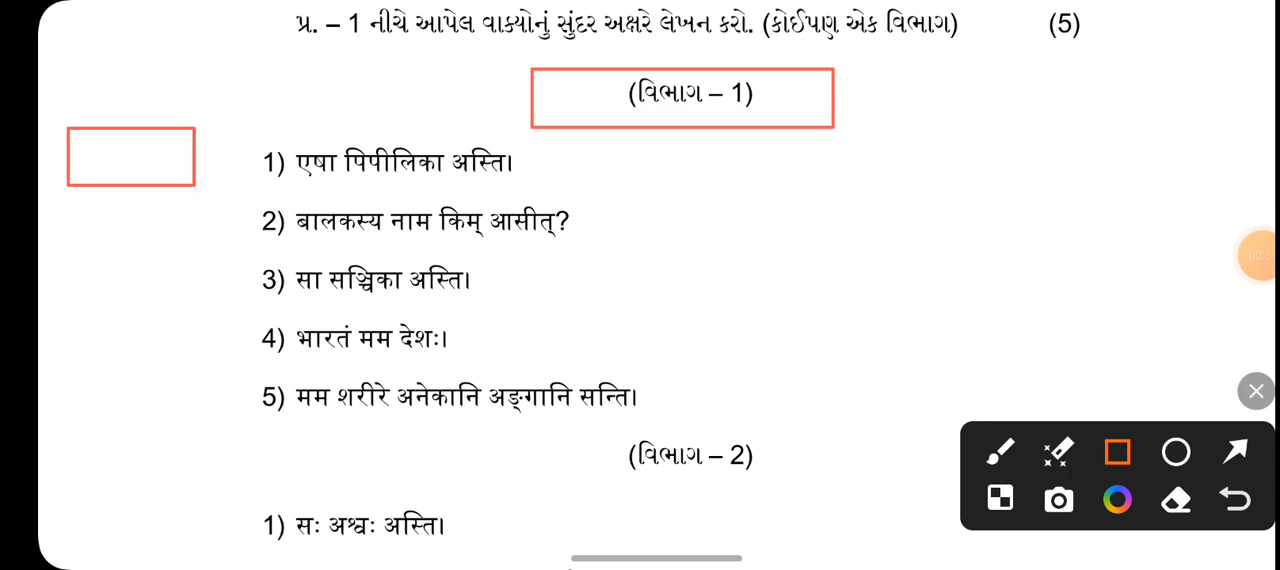 પ્ર. – 1 નીચે આપેલ વાક્યોનું સુંદર અક્ષરે લેખન કરો. (કોઈપણ એક વિભાગ) (5)
(વિભાગ – 1)
1) एषा पिपीलिका अस्ति।
2) बालकस्य नाम किम् आसीत्?
3) सा सञ्चिका अस्ति।
4) भारतं मम देशः।
5) मम शरीरे अनेकानि अङ्गानि सन्ति।
(વિભાગ – 2)
1) सः अश्वः अस्ति।